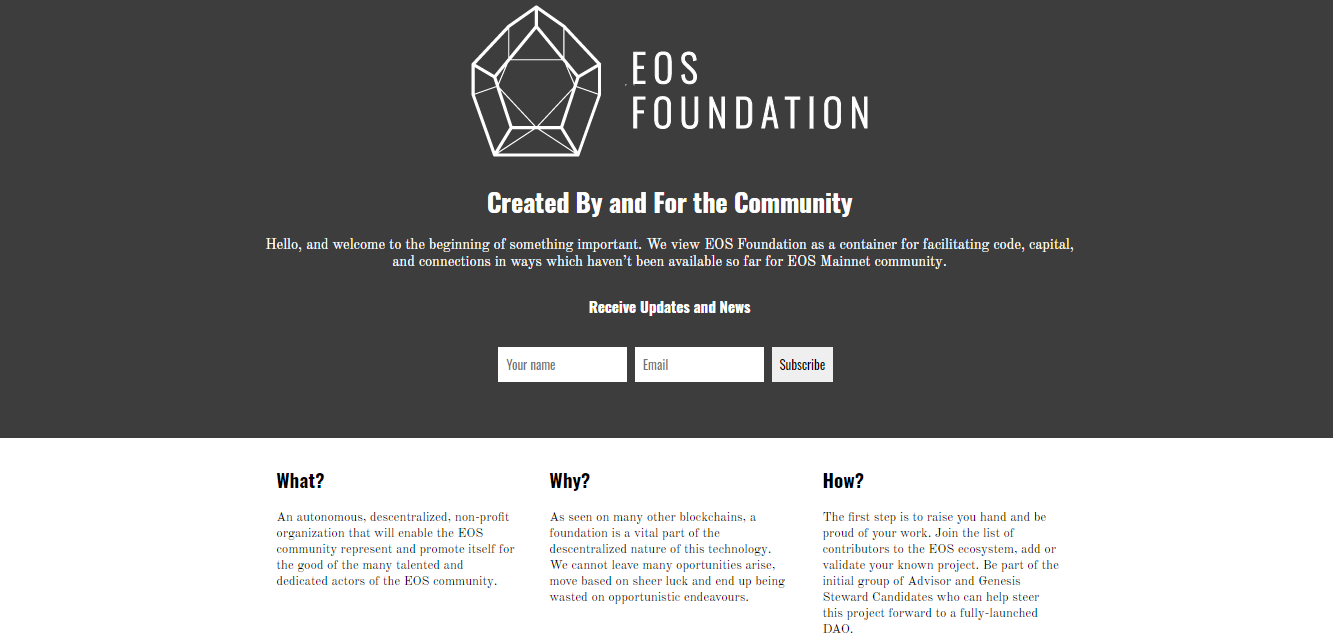 EOS
FOUNDATION
Created By and For the Community
Hello, and welcome to the beginning of something important. We view EOS Foundation as a container for facilitating code, capital,
and connections in ways which haven't been available so far for EOS Mainnet community.
Receive Updates and News
Your name
Email
Subscribe
What?
An autonomous, descentralized, non-profit
organization that will enable the EOS
community represent and promote itself for
the good of the many talented and
dedicated actors of the EOS community.
Why?
As seen on many other blockchains, a
foundation is a vital part of the
descentralized nature of this technology.
We cannot leave many oportunities arise,
move based on sheer luck and end up being
wasted on opportunistic endeavours.
How?
The first step is to raise you hand and be
proud of your work. Join the list of
contributors to the EOS ecosystem, add or
validate your known project. Be part of the
initial group of Advisor and Genesis
Steward Candidates who can help steer
this project forward to a fully-launched
DAO.